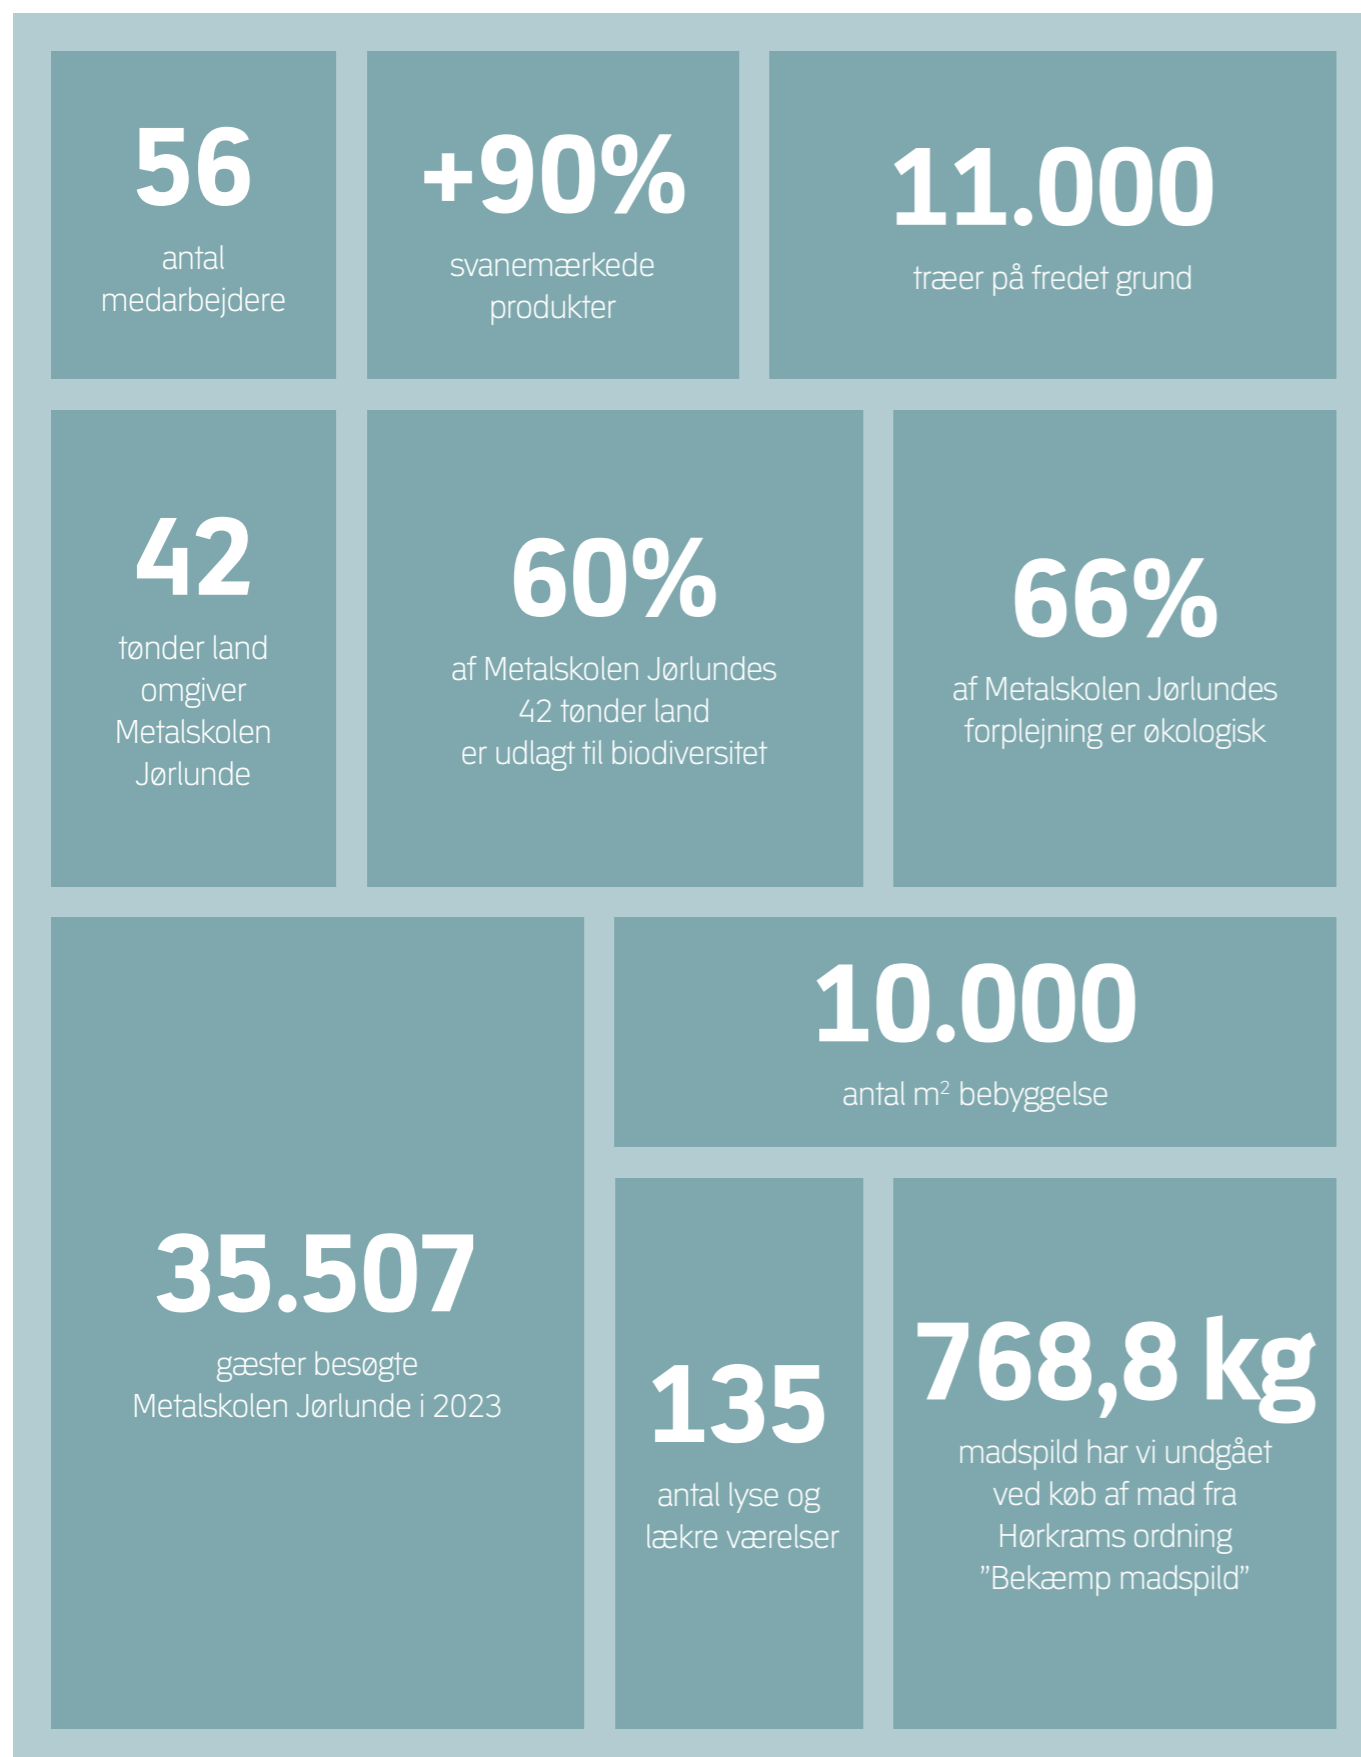 56
antal
medarbejdere
+90%
svanemærkede
produkter
11.000
træer på fredet grund
42
tønder land
omgiver
Metalskolen
Jørlunde
60%
af Metalskolen Jørlundes
42 tønder land
er udlagt til biodiversitet
66%
af Metalskolen Jørlundes
forplejning er økologisk
35.507
gæster besøgte
Metalskolen Jørlunde i 2023
10.000
antal m² bebyggelse
135
antal lyse og
lækre værelser
768,8 kg
madspild har vi undgået
ved køb af mad fra
Hørkrams ordning
”Bekæmp madspild”